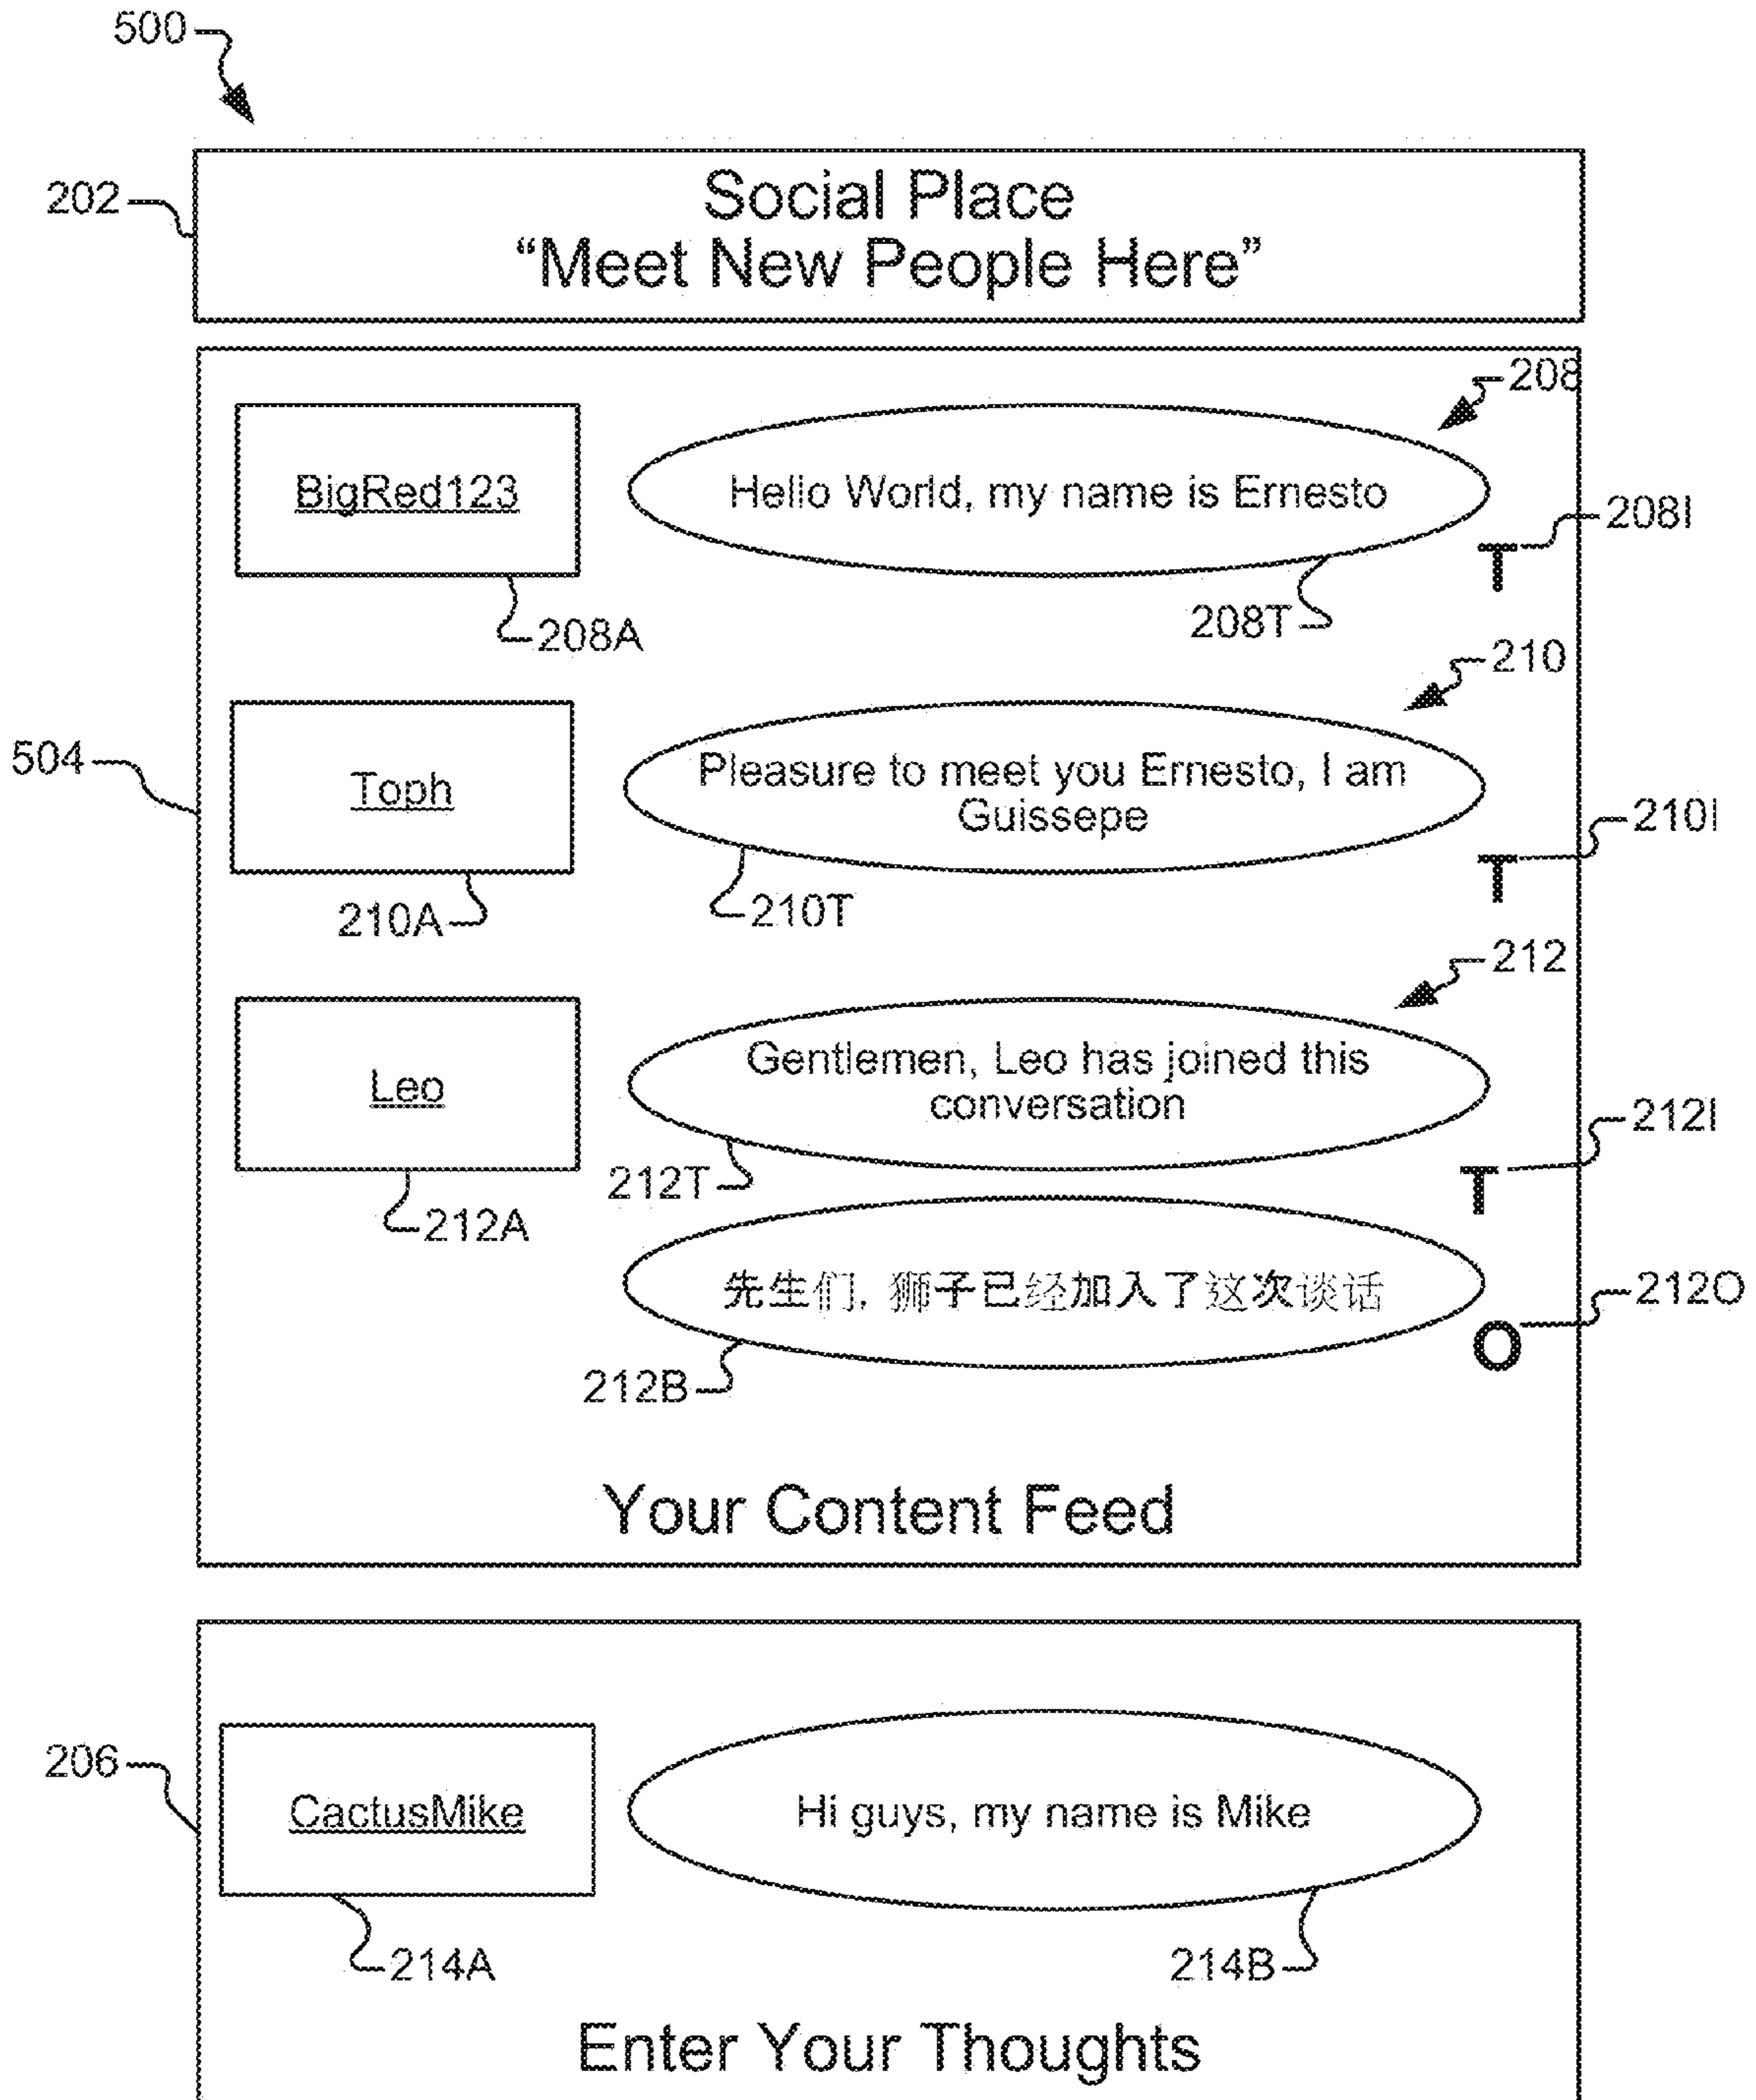 500
202
Social Place
“Meet New People Here”
208
BigRed123
Hello World, my name is Ernesto
208I
T
208A
208T
210
504
Toph
Pleasure to meet you Ernesto, I am
Guissepe
210I
T
210A
210T
212
Leo
Gentlemen, Leo has joined this
conversation
212I
T
212T
212A
先生们, 狮子已经加入了这次谈话
212O
O
212B
Your Content Feed
206
CactusMike
Hi guys, my name is Mike
214A
214B
Enter Your Thoughts